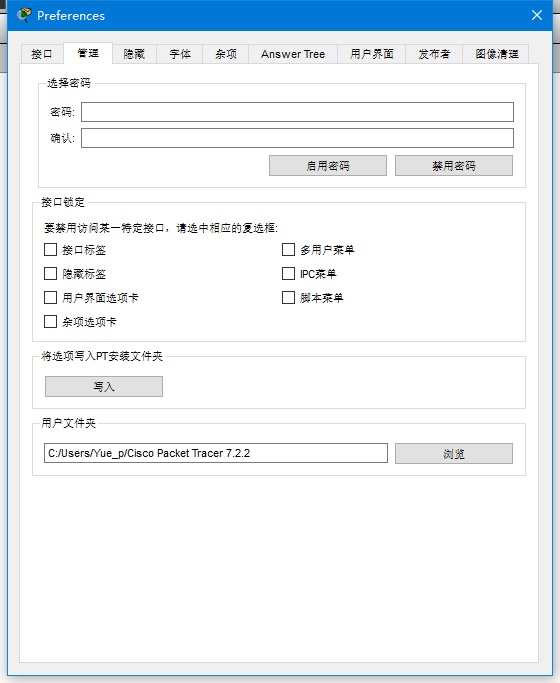 Preferences
接口 管理 隐藏 字体 杂项 Answer Tree 用户界面 发布者 图像清理
选择密码
密码:
确认:
启用密码 禁用密码
接口锁定
要禁用访问某一特定接口，请选中相应的复选框:
接口标签 多用户菜单
隐藏标签 IPC菜单
用户界面选项卡 脚本菜单
杂项选项卡
将选项写入PT安装文件夹
写入
用户文件夹
C:/Users/Yue_p/Cisco Packet Tracer 7.2.2 浏览